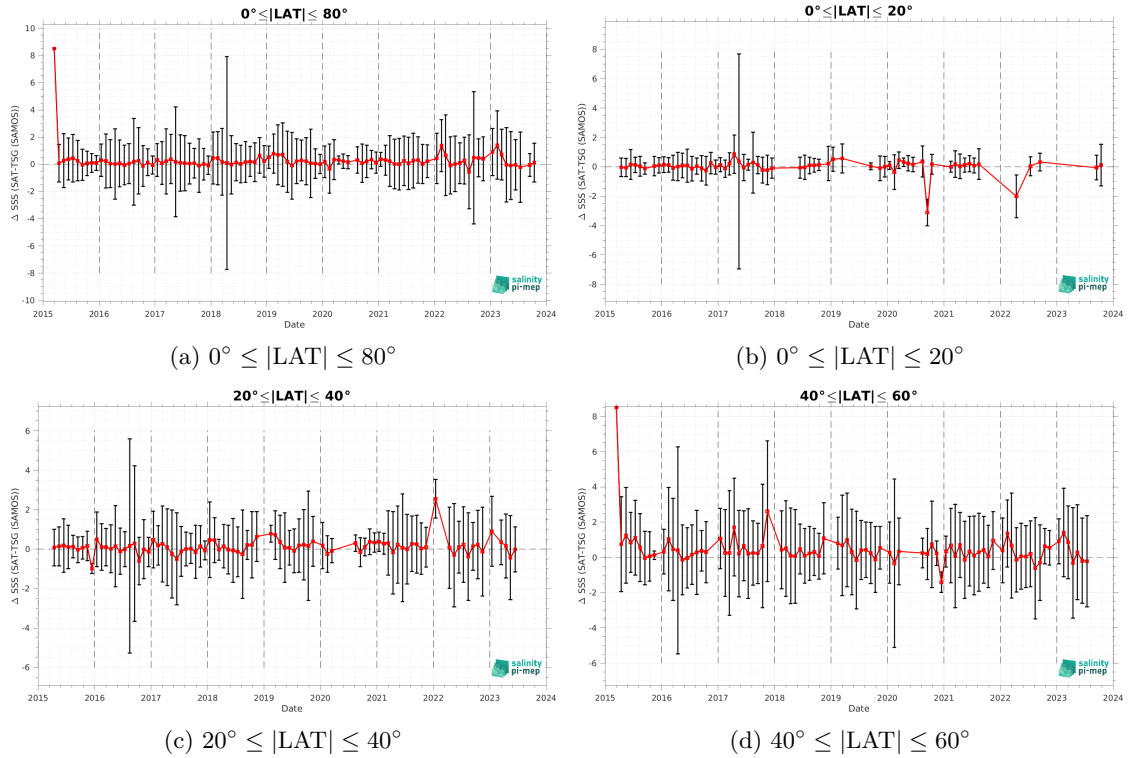 0°≤|LAT|≤ 80°
10
8
6
4
2
0
-2
-4
-6
-8
-10
Δ SSS (SAT-TSG (SAMOS))
2015 2016 2017 2018 2019 2020 2021 2022 2023 2024
Date
salinity
pi-mep
(a) 0° ≤ |LAT| ≤ 80°
0°≤|LAT|≤ 20°
8
6
4
2
0
-2
-4
-6
-8
Δ SSS (SAT-TSG (SAMOS))
2015 2016 2017 2018 2019 2020 2021 2022 2023 2024
Date
salinity
pi-mep
(b) 0° ≤ |LAT| ≤ 20°
20°≤|LAT|≤ 40°
6
4
2
0
-2
-4
-6
Δ SSS (SAT-TSG (SAMOS))
2015 2016 2017 2018 2019 2020 2021 2022 2023 2024
Date
salinity
pi-mep
(c) 20° ≤ |LAT| ≤ 40°
40°≤|LAT|≤ 60°
8
6
4
2
0
-2
-4
-6
Δ SSS (SAT-TSG (SAMOS))
2015 2016 2017 2018 2019 2020 2021 2022 2023 2024
Date
salinity
pi-mep
(d) 40° ≤ |LAT| ≤ 60°